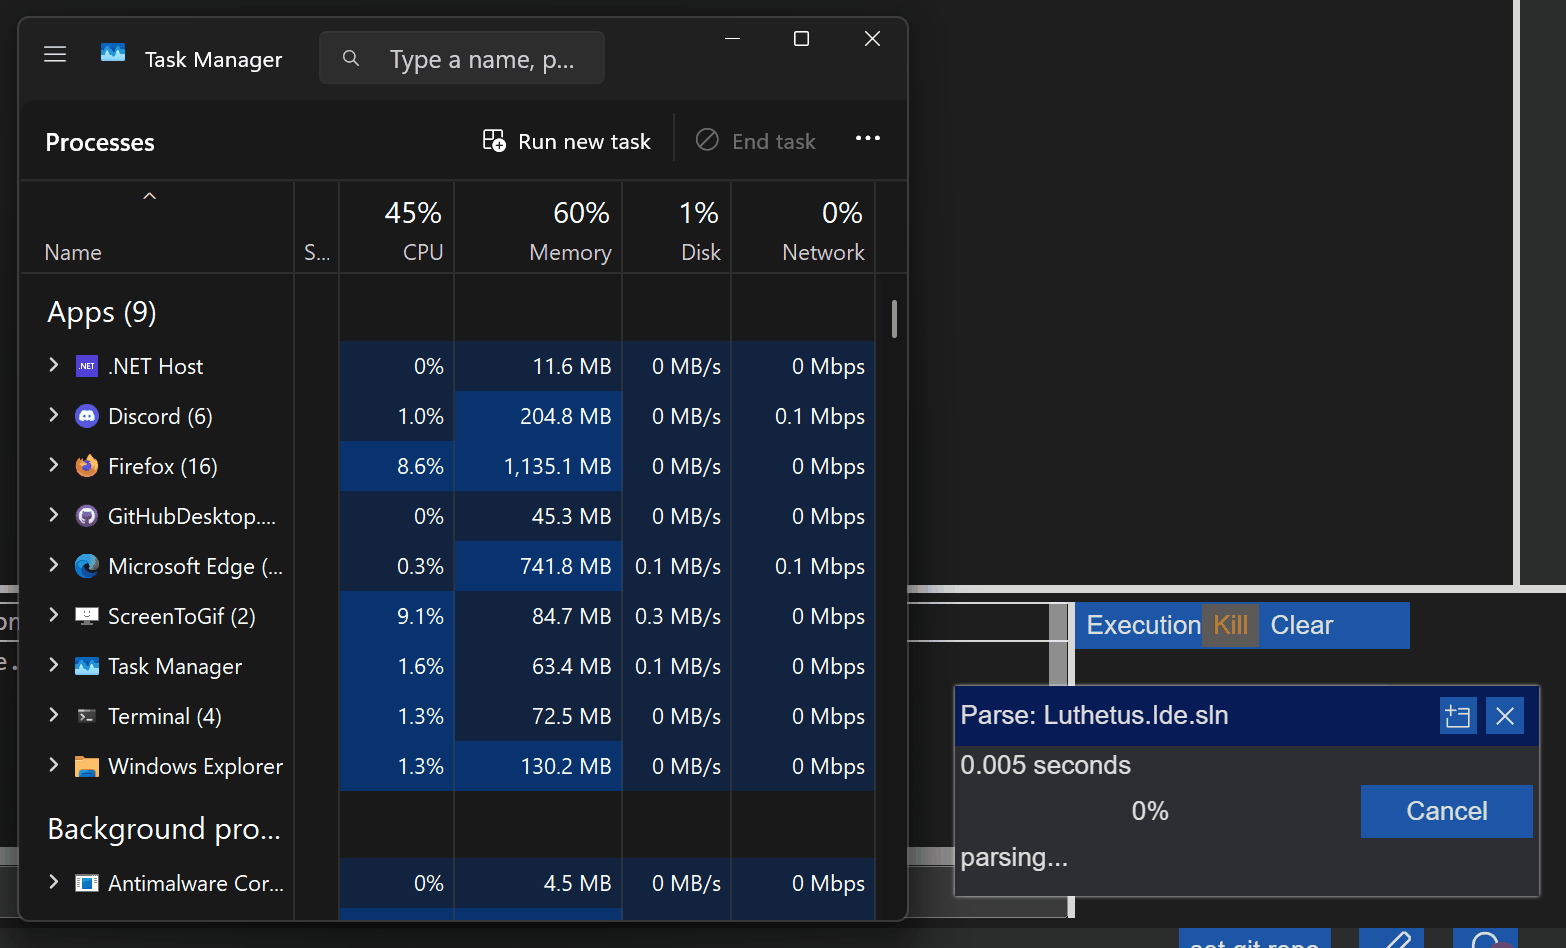 Task Manager
Type a name, p...
Processes
Run new task
End task
Name
S...
45%
CPU
60%
Memory
1%
Disk
0%
Network
Apps (9)
.NET Host 0% 11.6 MB 0 MB/s 0 Mbps
Discord (6) 1.0% 204.8 MB 0 MB/s 0.1 Mbps
Firefox (16) 8.6% 1,135.1 MB 0 MB/s 0 Mbps
GitHubDesktop.... 0% 45.3 MB 0 MB/s 0 Mbps
Microsoft Edge (... 0.3% 741.8 MB 0.1 MB/s 0.1 Mbps
ScreenToGif (2) 9.1% 84.7 MB 0.3 MB/s 0 Mbps
Task Manager 1.6% 63.4 MB 0.1 MB/s 0 Mbps
Terminal (4) 1.3% 72.5 MB 0 MB/s 0 Mbps
Windows Explorer 1.3% 130.2 MB 0 MB/s 0 Mbps
Background pro...
Antimalware Cor... 0% 4.5 MB 0 MB/s 0 Mbps
Execution Kill Clear
Parse: Luthetus.Ide.sln
0.005 seconds
0%
Cancel
parsing...
set git repo